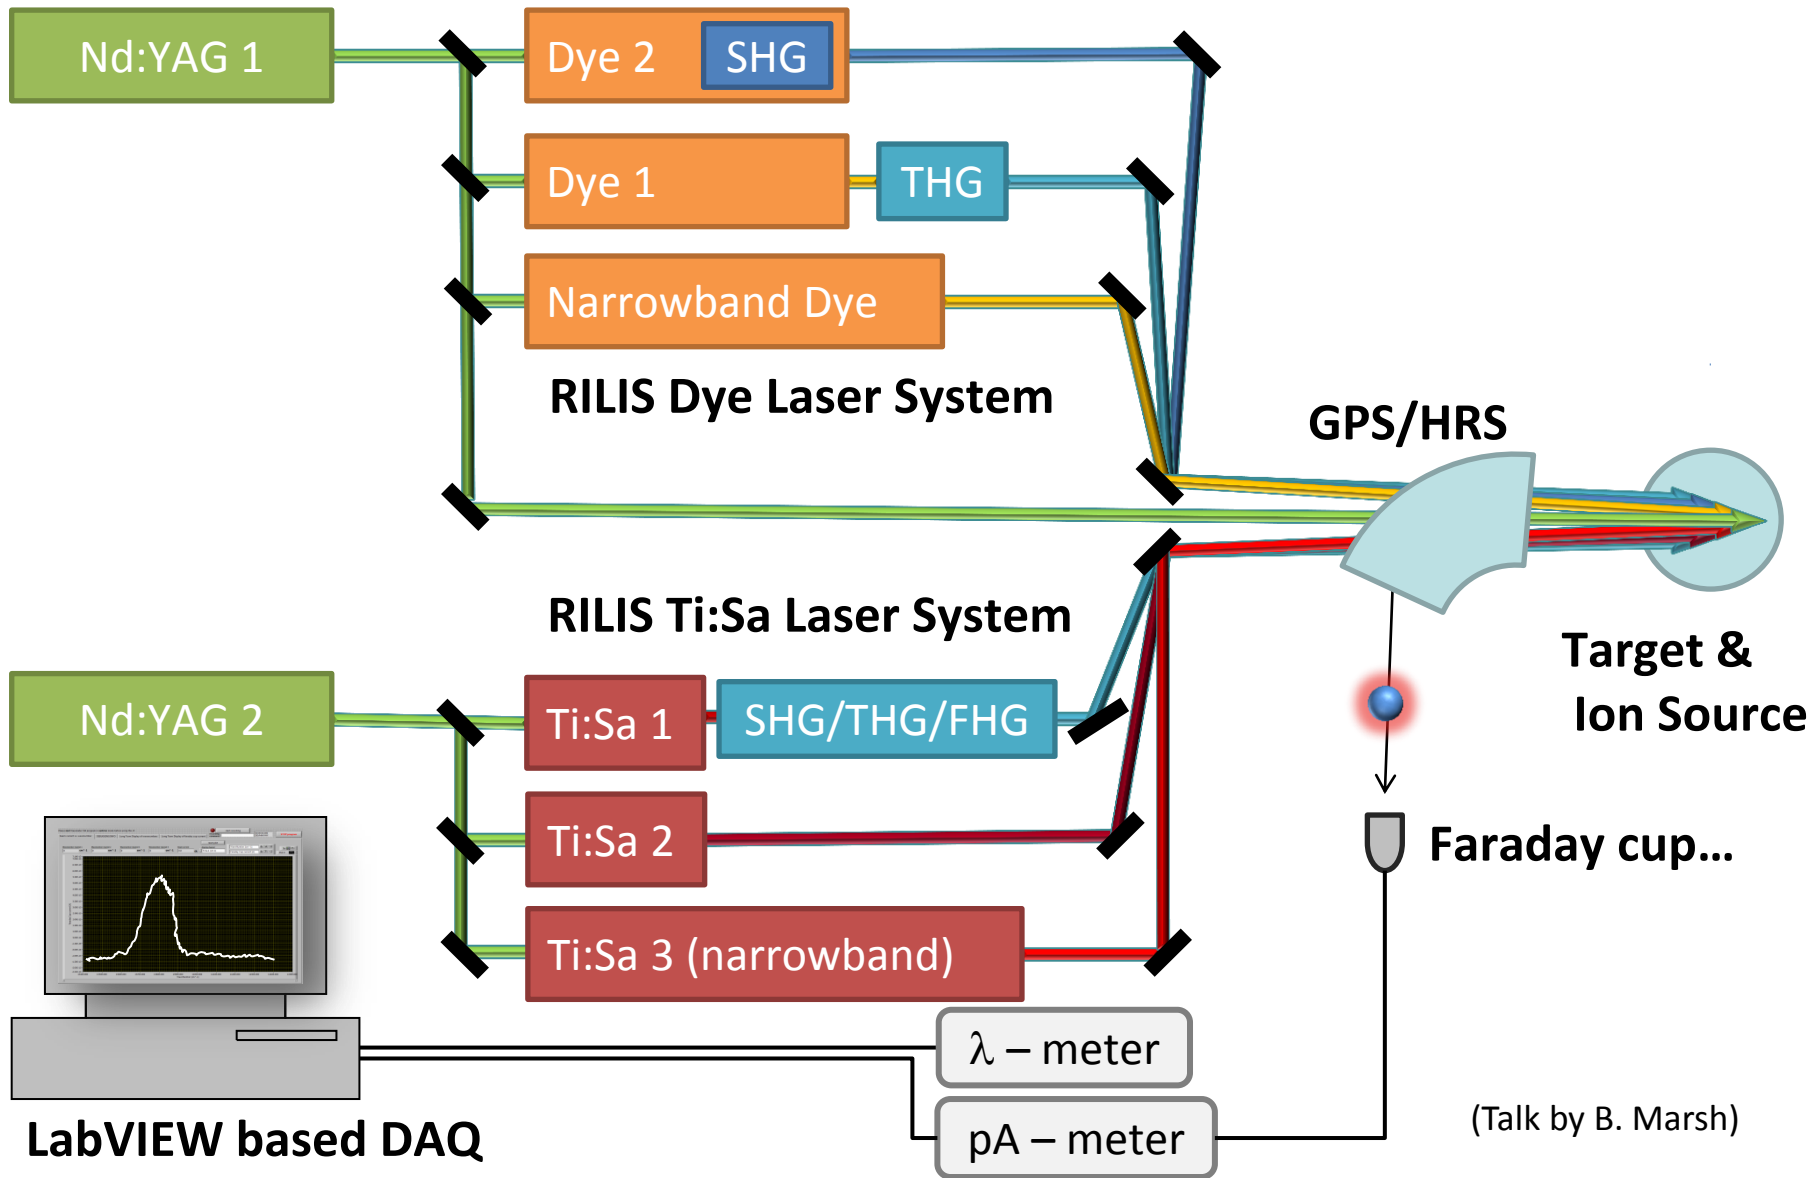 Nd:YAG 1
Dye 2
SHG
Dye 1
THG
Narrowband Dye
RILIS Dye Laser System
GPS/HRS
RILIS Ti:Sa Laser System
Target &
Ion Source
Nd:YAG 2
Ti:Sa 1
SHG/THG/FHG
Ti:Sa 2
Faraday cup...
Ti:Sa 3 (narrowband)
λ – meter
pA – meter
LabVIEW based DAQ
(Talk by B. Marsh)